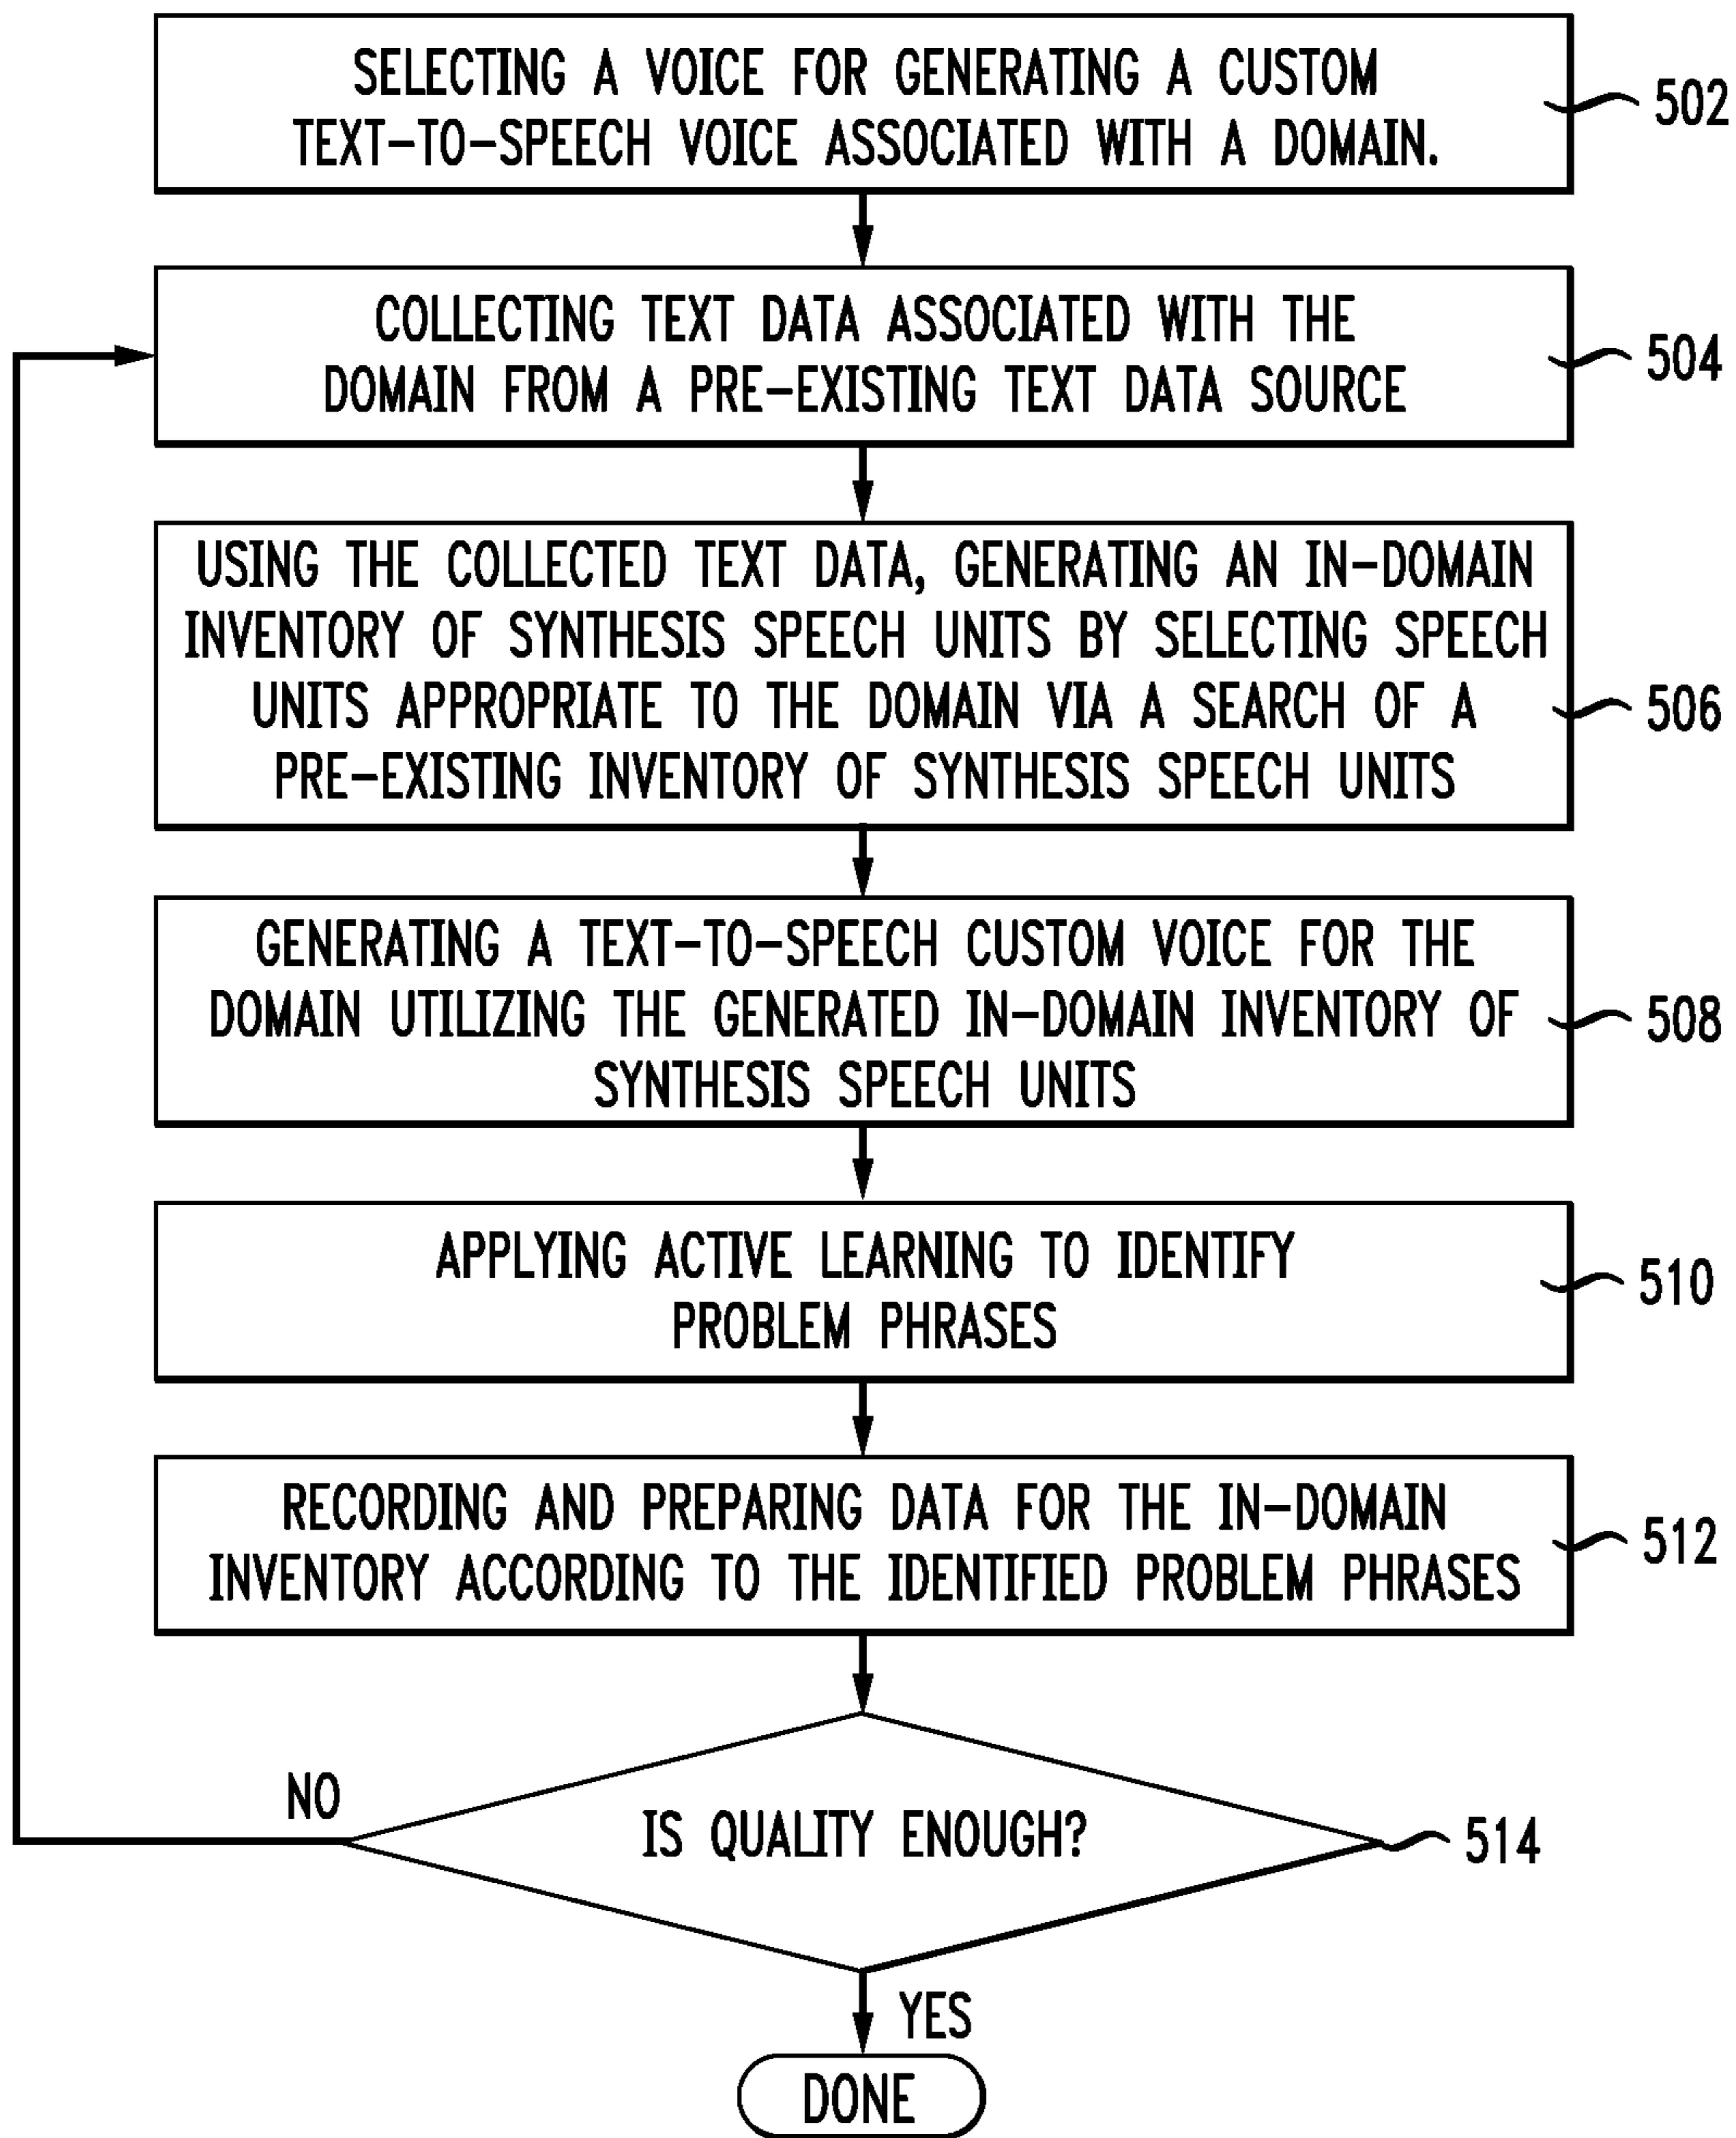 SELECTING A VOICE FOR GENERATING A CUSTOM
TEXT-TO-SPEECH VOICE ASSOCIATED WITH A DOMAIN.
502
COLLECTING TEXT DATA ASSOCIATED WITH THE
DOMAIN FROM A PRE-EXISTING TEXT DATA SOURCE
504
USING THE COLLECTED TEXT DATA, GENERATING AN IN-DOMAIN
INVENTORY OF SYNTHESIS SPEECH UNITS BY SELECTING SPEECH
UNITS APPROPRIATE TO THE DOMAIN VIA A SEARCH OF A
PRE-EXISTING INVENTORY OF SYNTHESIS SPEECH UNITS
506
GENERATING A TEXT-TO-SPEECH CUSTOM VOICE FOR THE
DOMAIN UTILIZING THE GENERATED IN-DOMAIN INVENTORY OF
SYNTHESIS SPEECH UNITS
508
APPLYING ACTIVE LEARNING TO IDENTIFY
PROBLEM PHRASES
510
RECORDING AND PREPARING DATA FOR THE IN-DOMAIN
INVENTORY ACCORDING TO THE IDENTIFIED PROBLEM PHRASES
512
NO
IS QUALITY ENOUGH?
514
YES
DONE